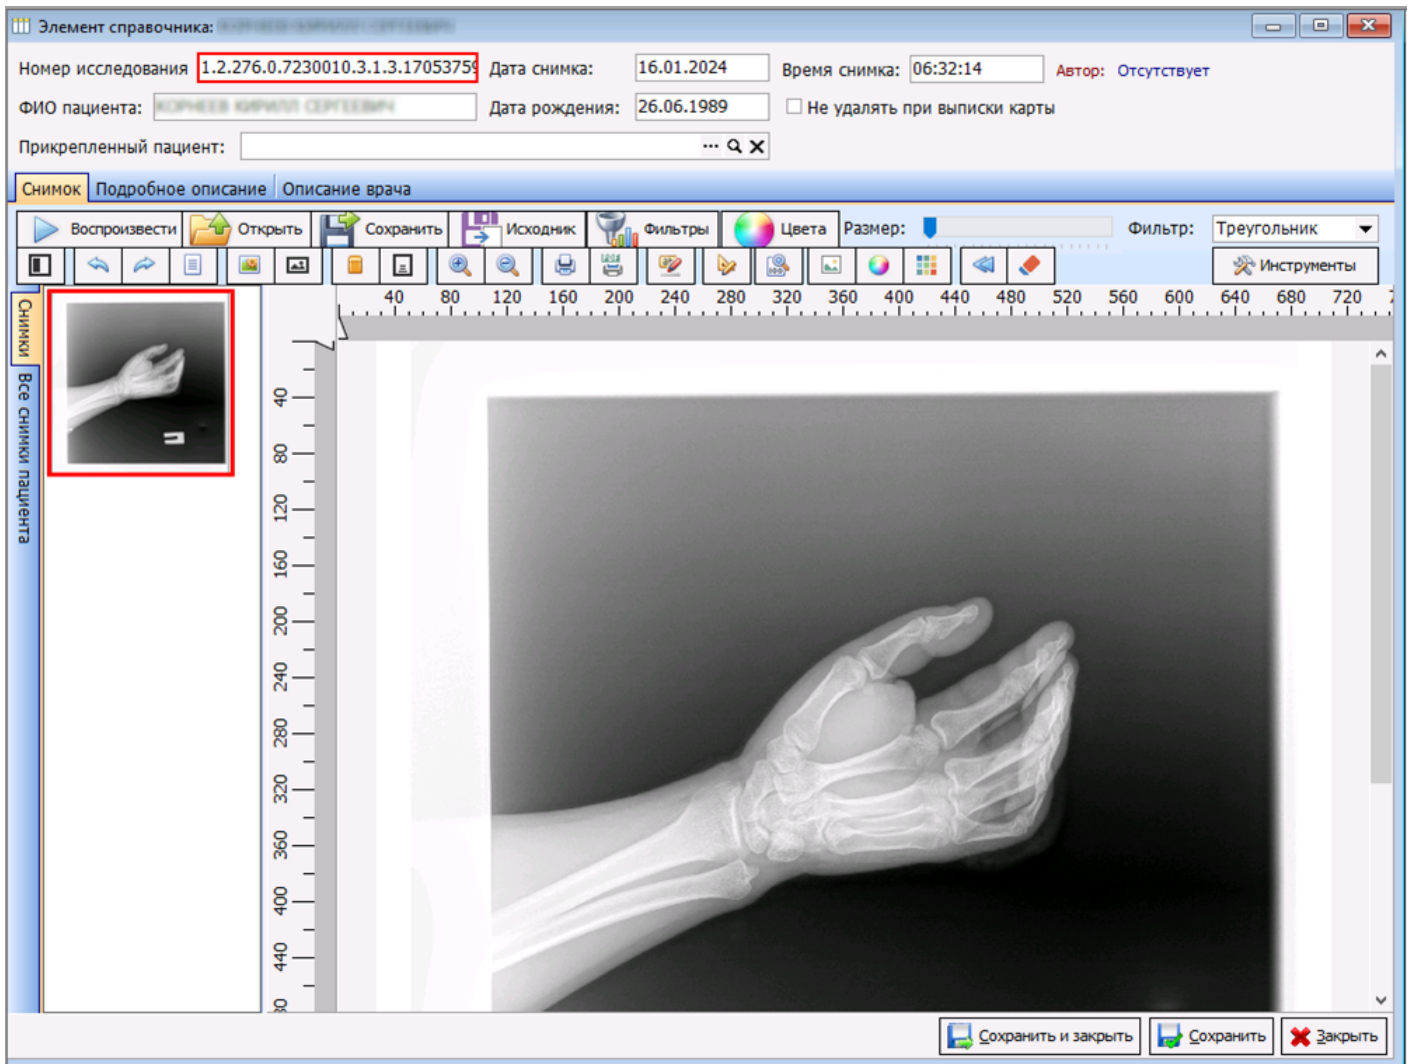 Элемент справочника:
Номер исследования 1.2.276.0.7230010.3.1.3.17053759 Дата снимка: 16.01.2024 Время снимка: 06:32:14 Автор: Отсутствует
ФИО пациента: Дата рождения: 26.06.1989 Не удалять при выписки карты
Прикрепленный пациент: ...
Снимок Подробное описание Описание врача
Воспроизвести Открыть Сохранить Исходник Фильтры Цвета Размер: Фильтр: Треугольник
Инструменты
Снимки
Все снимки пациента
40 80 120 160 200 240 280 320 360 400 440 480 520 560 600 640 680 720
40
80
120
160
200
240
280
320
360
400
440
Сохранить и закрыть Сохранить Закрыть